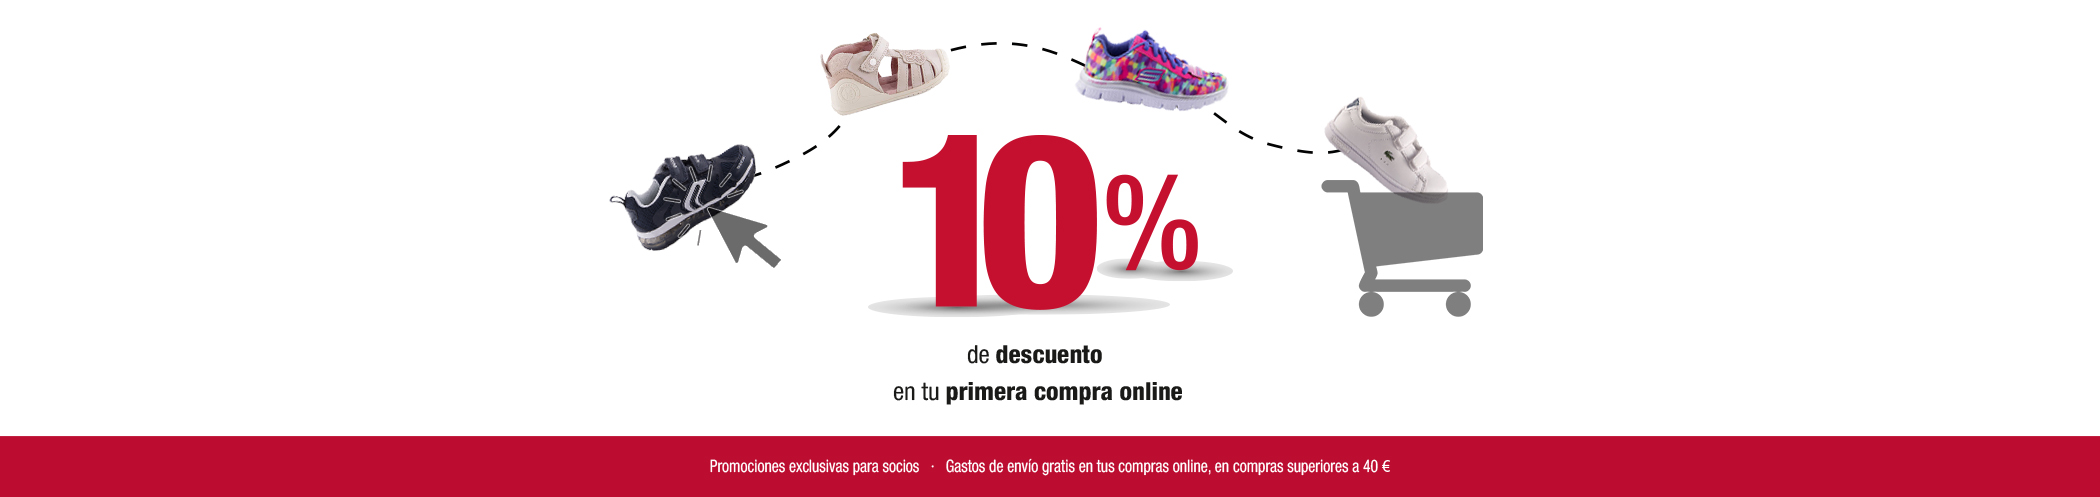 10%
de descuento
en tu primera compra online
Promociones exclusivas para socios · Gastos de envío gratis en tus compras online, en compras superiores a 40 €